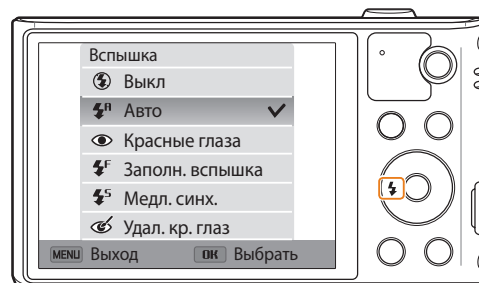 Вспышка
Выкл
Авто
Красные глаза
Заполн. вспышка
Медл. синх.
Удал. кр. глаз
MENU Выход OK Выбрать